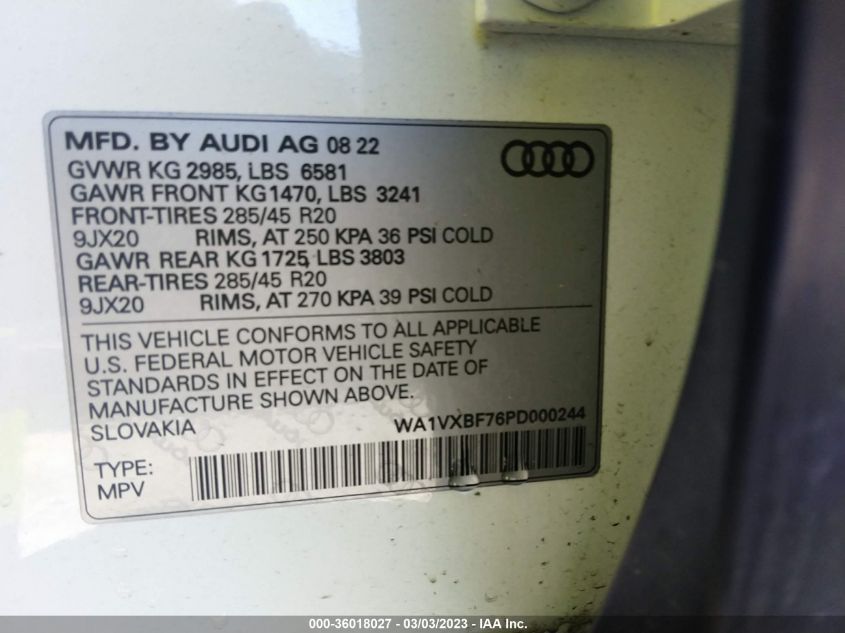 MFD. BY AUDI AG 08 22
GVWR KG 2985, LBS 6581
GAWR FRONT KG1470, LBS 3241
FRONT-TIRES 285/45 R20
9JX20 RIMS, AT 250 KPA 36 PSI COLD
GAWR REAR KG 1725, LBS 3803
REAR-TIRES 285/45 R20
9JX20 RIMS, AT 270 KPA 39 PSI COLD
THIS VEHICLE CONFORMS TO ALL APPLICABLE
U.S. FEDERAL MOTOR VEHICLE SAFETY
STANDARDS IN EFFECT ON THE DATE OF
MANUFACTURE SHOWN ABOVE.
SLOVAKIA WA1VXBF76PD000244
TYPE:
MPV
000-36018027 - 03/03/2023 - IAA Inc.